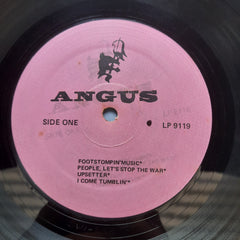 ANGUS
SIDE ONE
LP 9119
FOOTSTOMPIN'MUSIC*
PEOPLE, LET'S STOP THE WAR*
UPSETTER*
I COME TUMBLIN'*